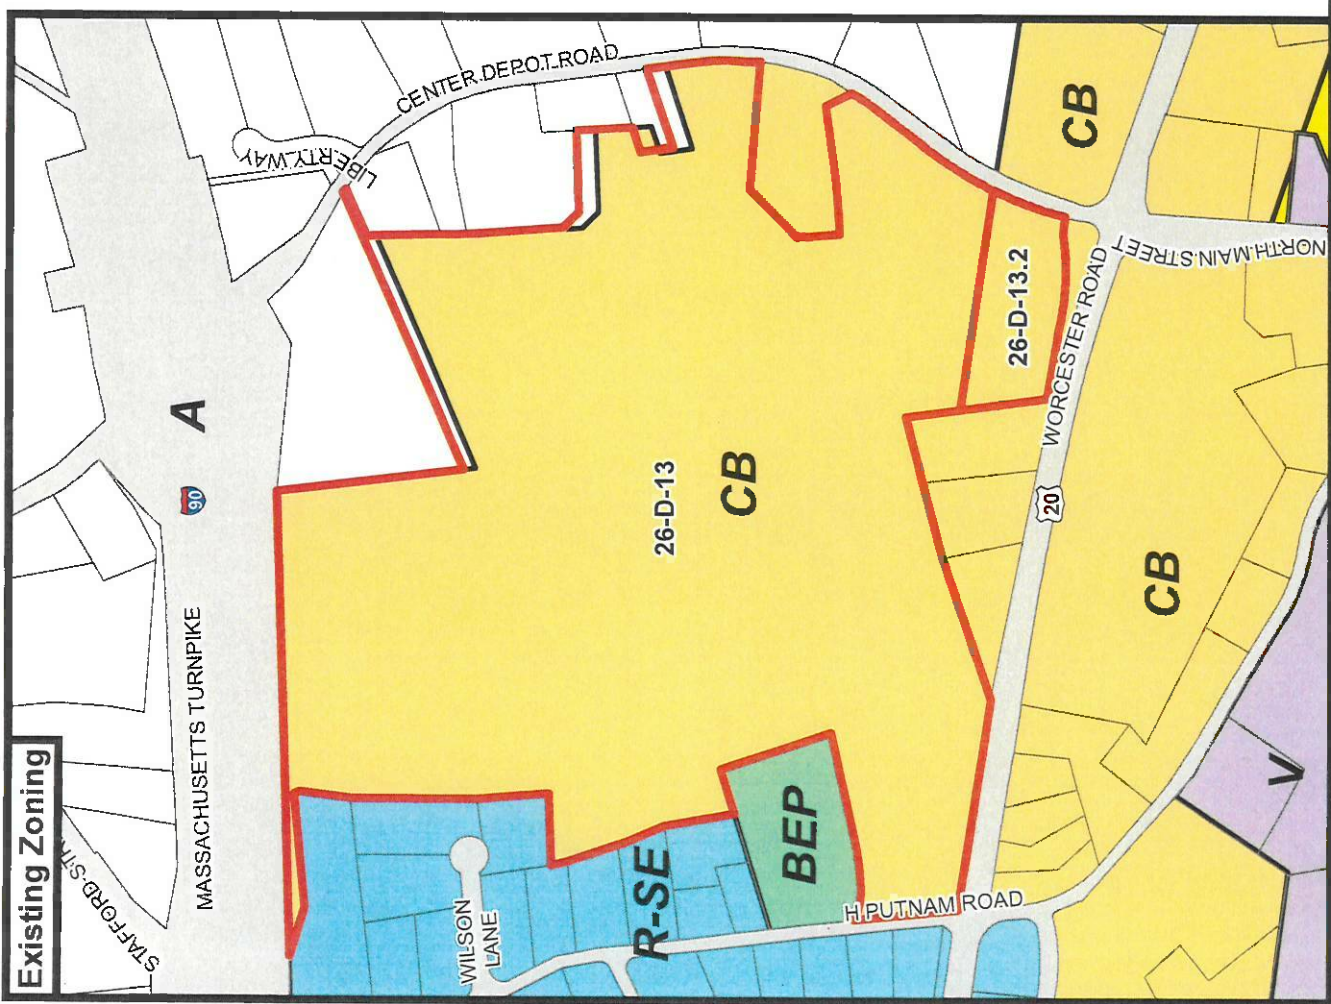 Existing Zoning
STAFFORD ST
MASSACHUSETTS TURNPIKE
90
A
LIBERTY WAY
CENTER DEPOT ROAD
WILSON
LANE
R-SE
BEP
H PUTNAM ROAD
26-D-13
CB
26-D-13.2
WORCESTER ROAD
20
CB
CB
NORTH MAIN STREET
V